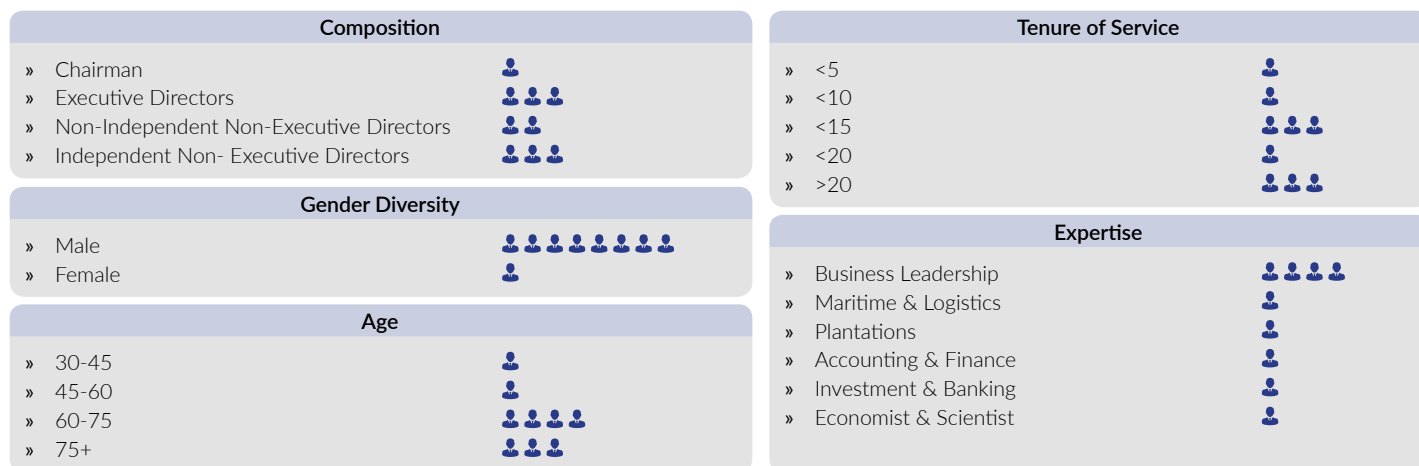 Composition
» Chairman
» Executive Directors
» Non-Independent Non-Executive Directors
» Independent Non- Executive Directors
Gender Diversity
» Male
» Female
Age
» 30-45
» 45-60
» 60-75
» 75+
Tenure of Service
» <5
» <10
» <15
» <20
» >20
Expertise
» Business Leadership
» Maritime & Logistics
» Plantations
» Accounting & Finance
» Investment & Banking
» Economist & Scientist